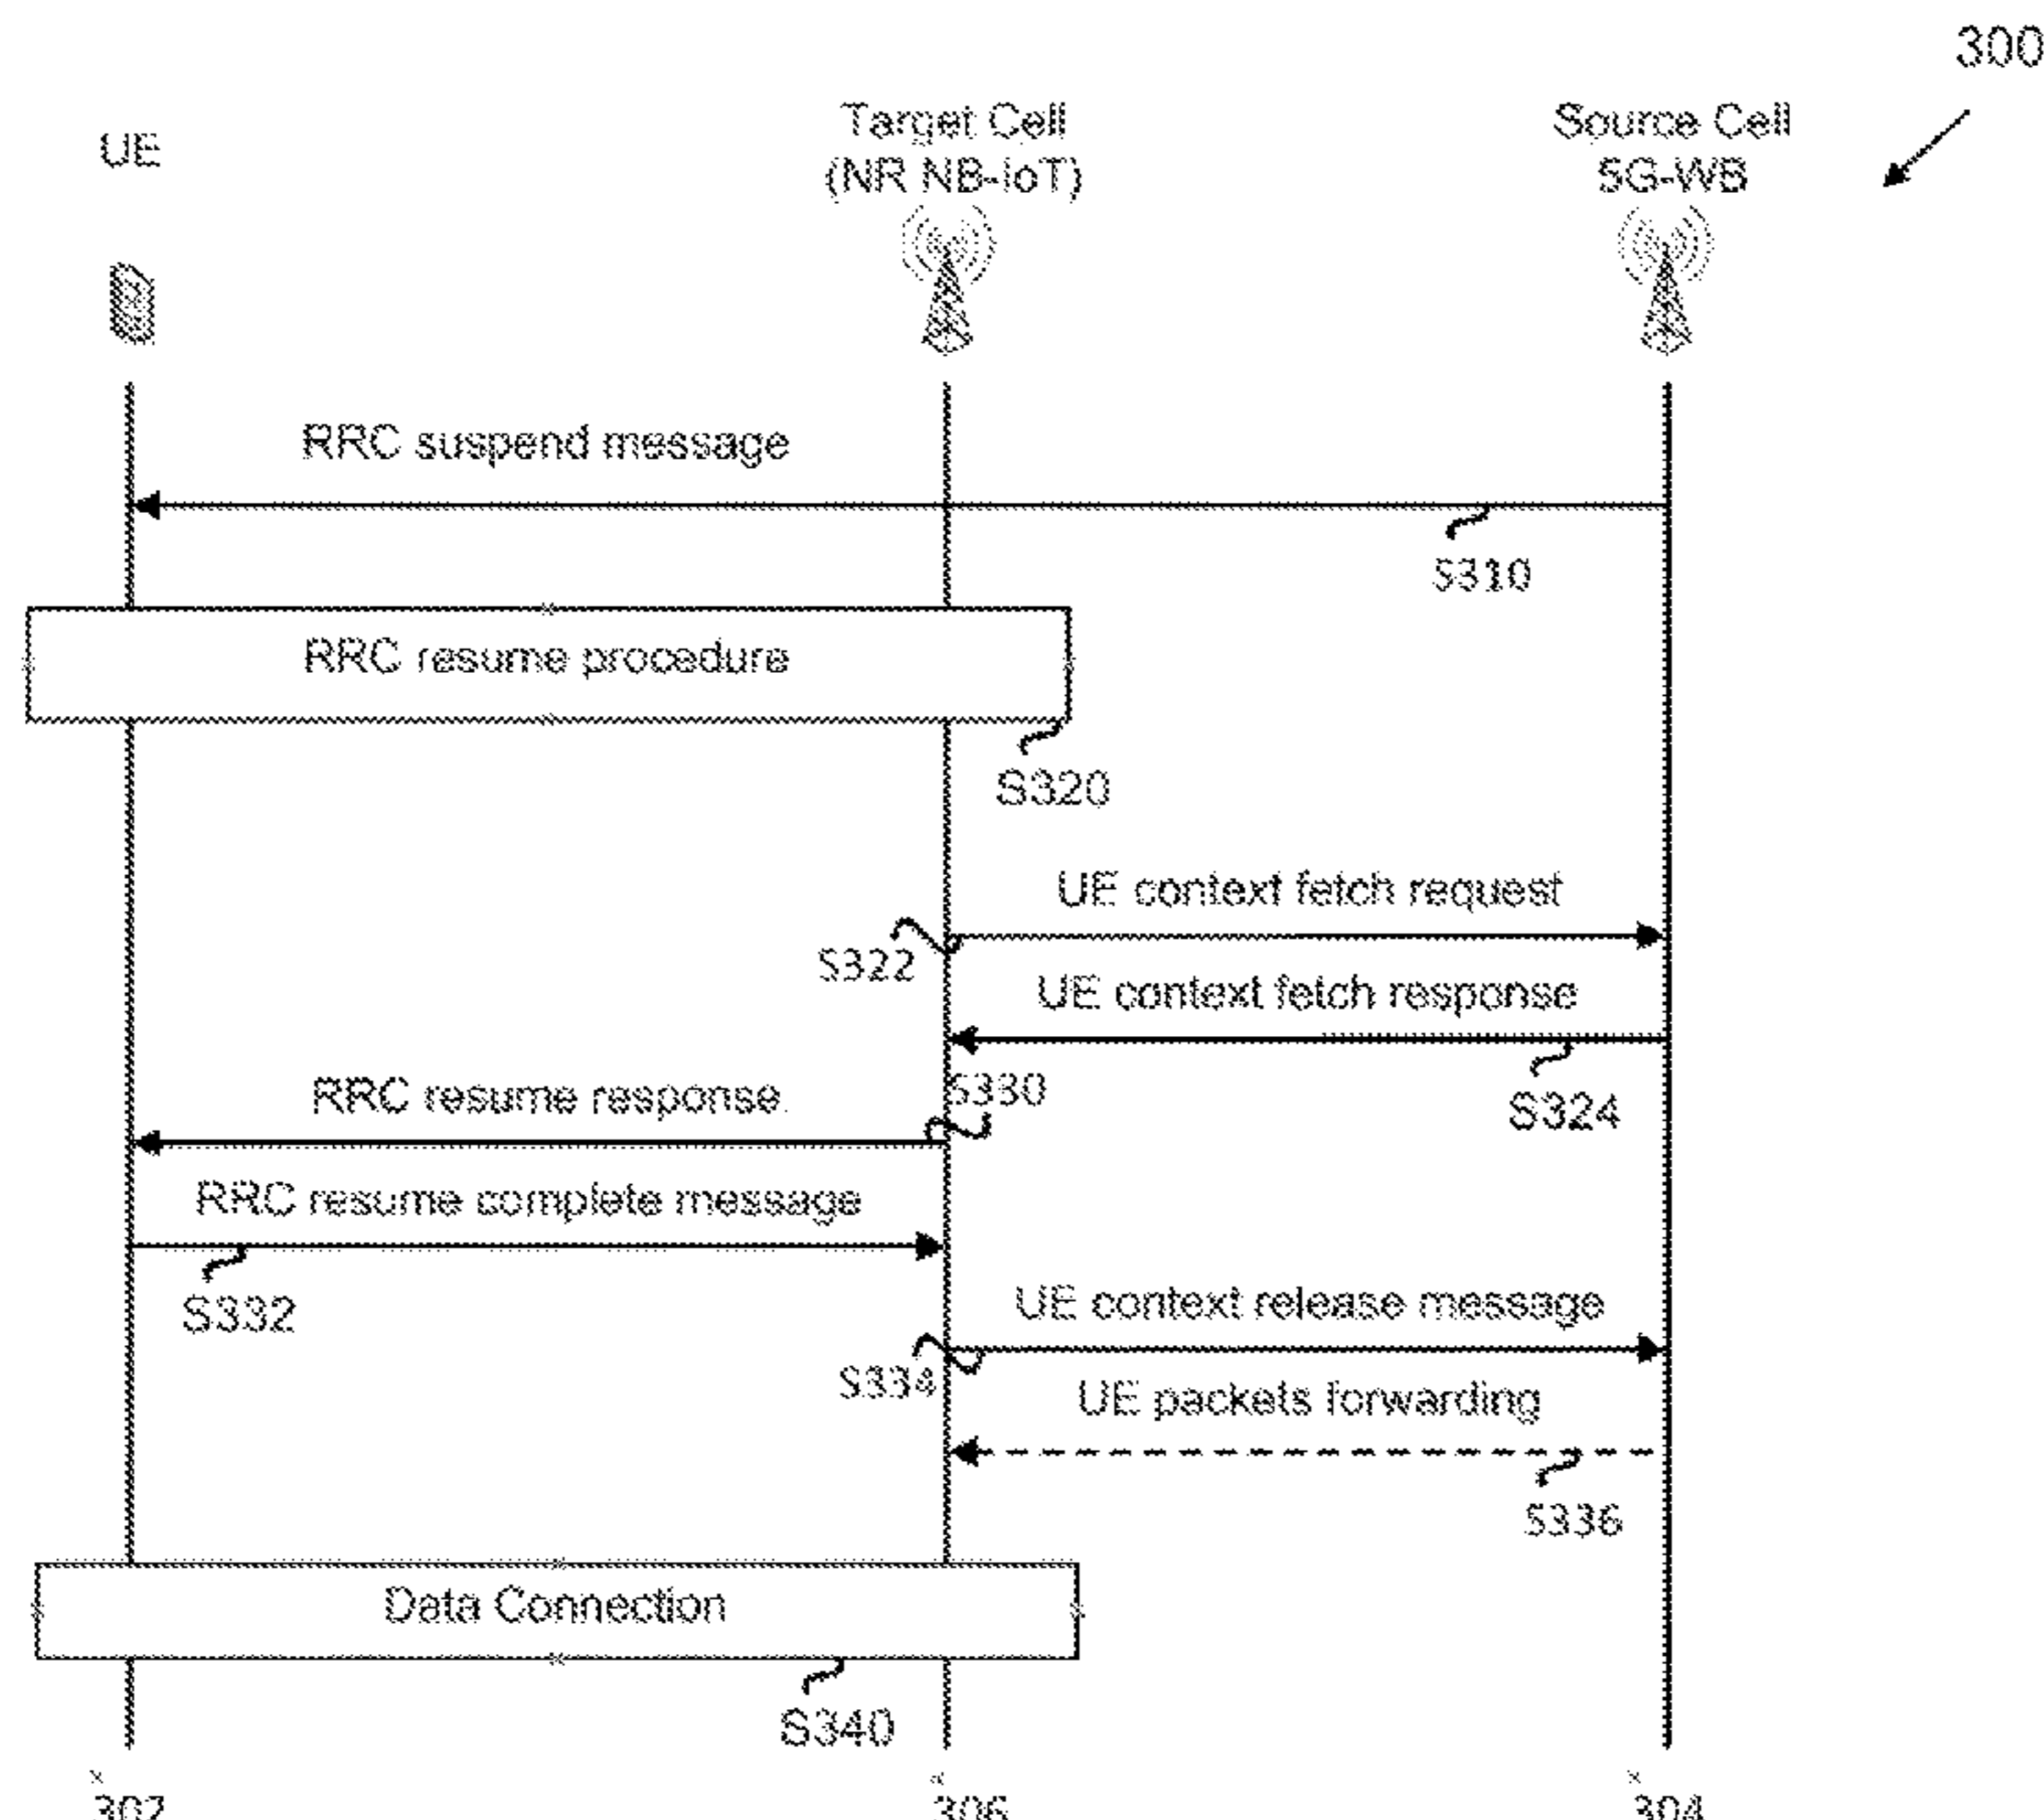 300
UE
Target Cell
(NR NB-IoT)
Source Cell
5G-WB
RRC suspend message
S310
RRC resume procedure
S320
UE context fetch request
S322
UE context fetch response
S324
S330
RRC resume response
RRC resume complete message
S332
UE context release message
S334
UE packets forwarding
S336
Data Connection
S340
302
306
304